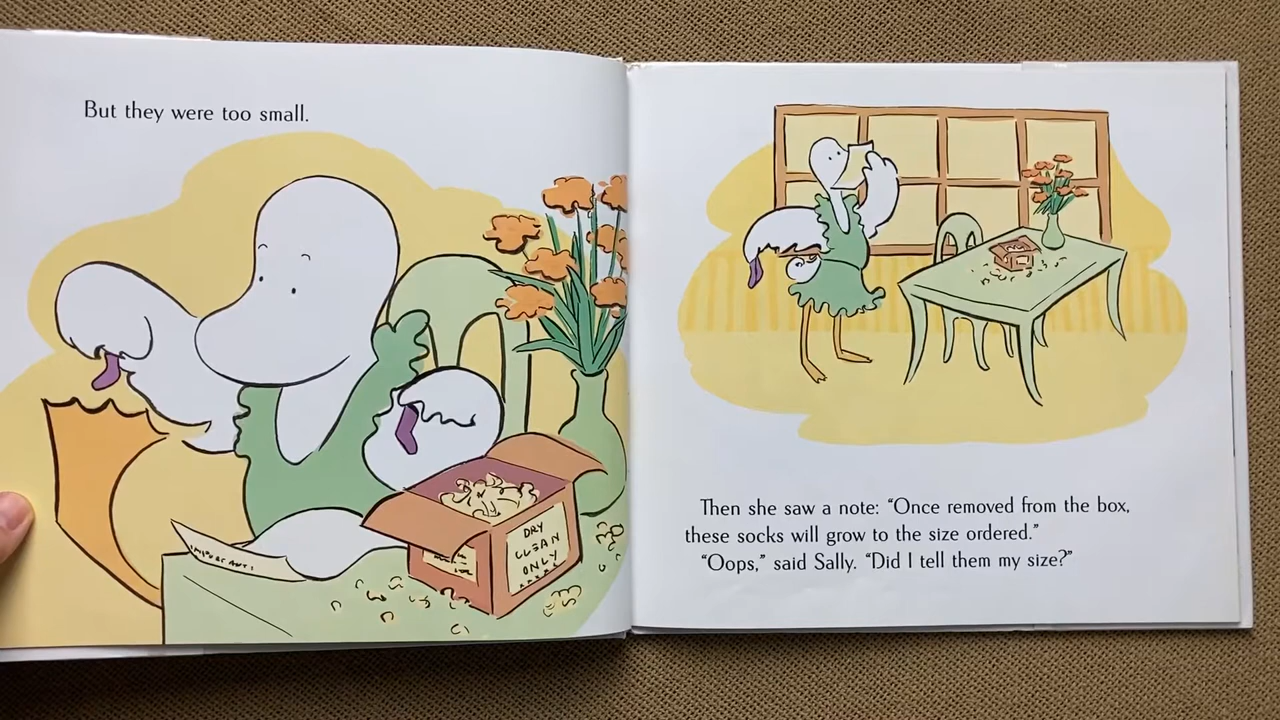 But they were too small.
IMPORTANT:
DRY
CLEAN
ONLY
Then she saw a note: “Once removed from the box,
these socks will grow to the size ordered.”
“Oops,” said Sally. “Did I tell them my size?”